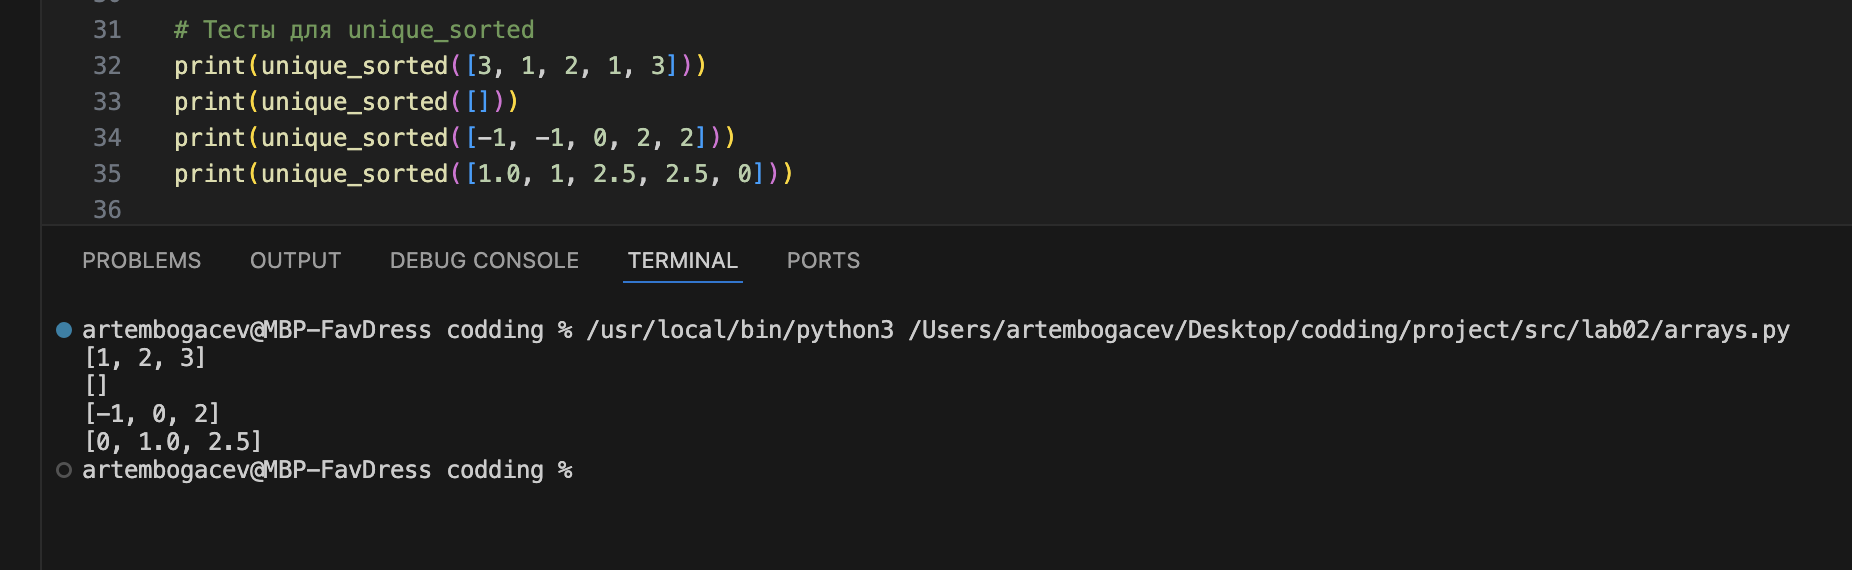 30
31 # Тесты для unique_sorted
32 print(unique_sorted([3, 1, 2, 1, 3]))
33 print(unique_sorted([]))
34 print(unique_sorted([-1, -1, 0, 2, 2]))
35 print(unique_sorted([1.0, 1, 2.5, 2.5, 0]))
36
PROBLEMS OUTPUT DEBUG CONSOLE TERMINAL PORTS
artembogacev@MBP-FavDress codding % /usr/local/bin/python3 /Users/artembogacev/Desktop/codding/project/src/lab02/arrays.py
[1, 2, 3]
[]
[-1, 0, 2]
[0, 1.0, 2.5]
artembogacev@MBP-FavDress codding %